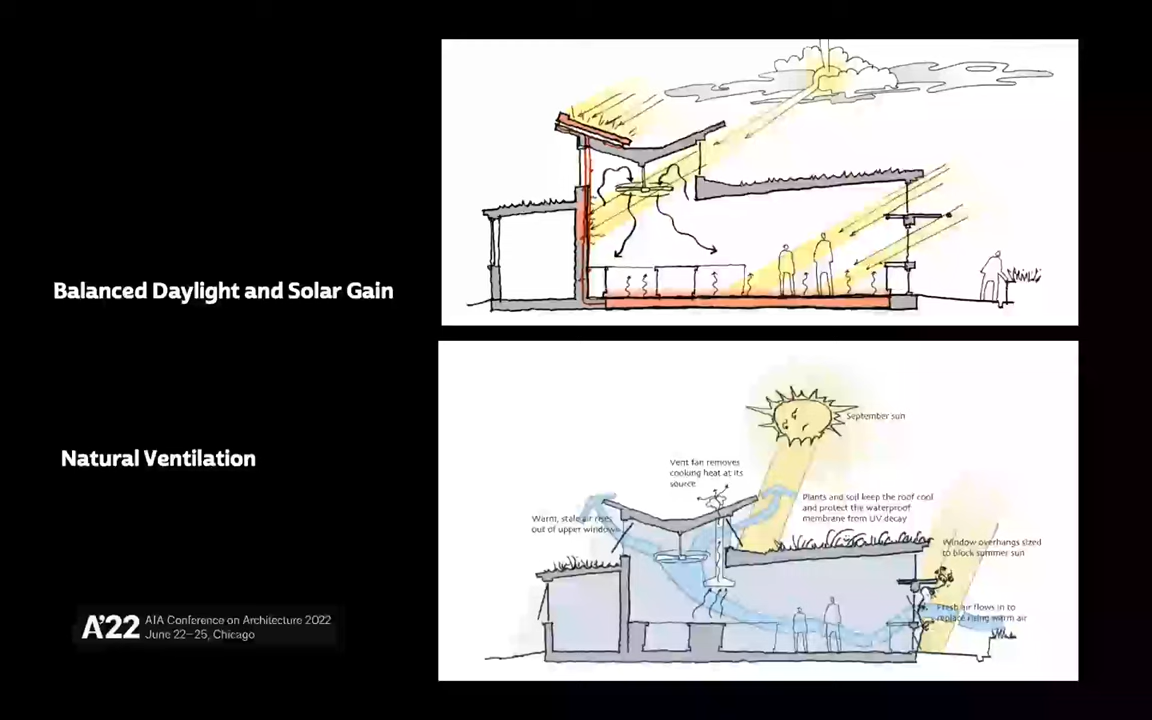 Balanced Daylight and Solar Gain
September sun
Natural Ventilation
Vent fan removes
cooking heat at its
source
Plants and soil keep the roof cool
and protect the waterproof
membrane from UV decay
Warm, stale air rises
out of upper windows
Window overhangs sized
to block summer sun
Fresh air flows in to
replace rising warm air
A'22
AIA Conference on Architecture 2022
June 22–25, Chicago